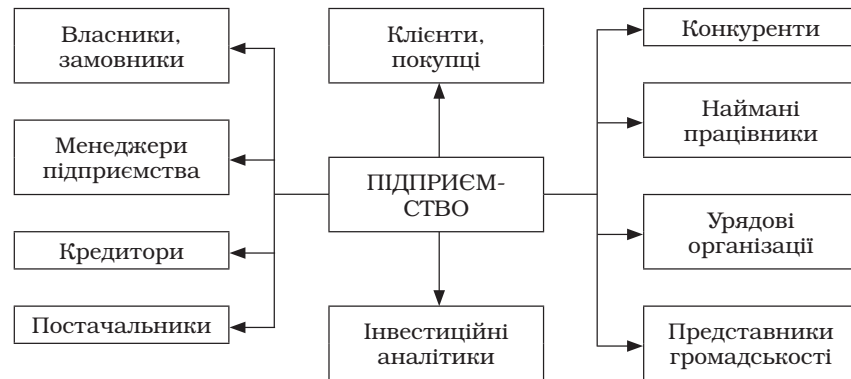 Власники,
замовники
Менеджери
підприємства
Кредитори
Постачальники
Клієнти,
покупці
ПІДПРИЄМ-
СТВО
Інвестиційні
аналітики
Конкуренти
Наймані
працівники
Урядові
організації
Представники
громадськості